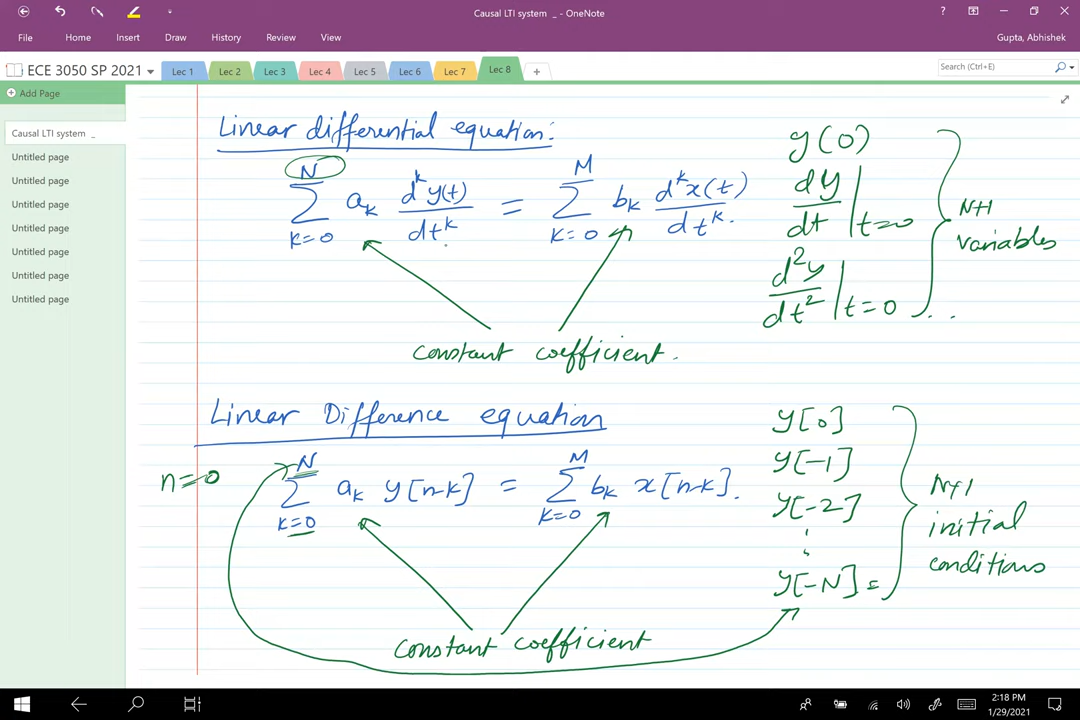 Causal LTI system _ - OneNote
File Home Insert Draw History Review View
Gupta, Abhishek
ECE 3050 SP 2021
Lec 1 Lec 2 Lec 3 Lec 4 Lec 5 Lec 6 Lec 7 Lec 8
Search (Ctrl+E)
Add Page
Causal LTI system _
Untitled page
Untitled page
Untitled page
Untitled page
Untitled page
Untitled page
Untitled page
Linear differential equation:
∑_{k=0}^{N} a_k d^k y(t)/dt^k = ∑_{k=0}^{M} b_k d^k x(t)/dt^k.
constant coefficient.
y(0)
dy/dt |t=0
d²y/dt² |t=0 ..
N+1
variables
Linear Difference equation
n=0
∑_{k=0}^{N} a_k y[n-k] = ∑_{k=0}^{M} b_k x[n-k].
constant coefficient
y[0]
y[-1]
y[-2]
⋮
y[-N] =
N+1
initial
conditions
2:18 PM
1/29/2021